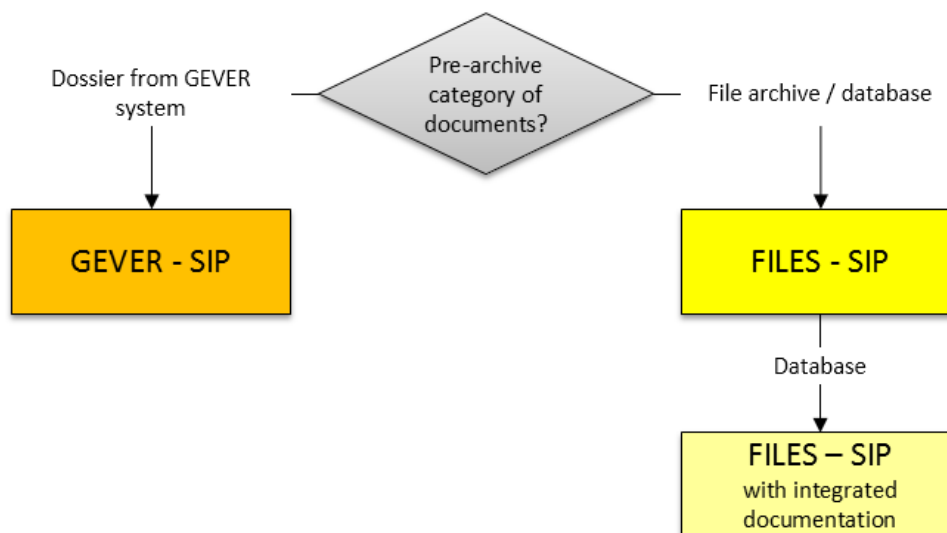 Pre-archive
category of
documents?
Dossier from GEVER
system
File archive / database
GEVER - SIP
FILES - SIP
Database
FILES – SIP
with integrated
documentation